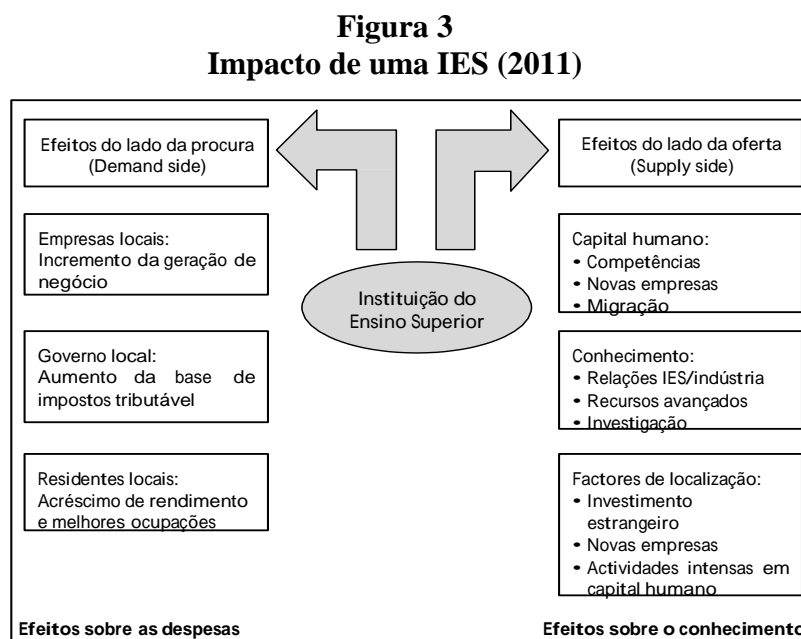 Figura 3
Impacto de uma IES (2011)
Efeitos do lado da procura
(Demand side)
Efeitos do lado da oferta
(Supply side)
Empresas locais:
Incremento da geração de
negócio
Governo local:
Aumento da base de
impostos tributável
Residentes locais:
Acréscimo de rendimento
e melhores ocupações
Instituição do
Ensino Superior
Capital humano:
• Competências
• Novas empresas
• Migração
Conhecimento:
• Relações IES/indústria
• Recursos avançados
• Investigação
Factores de localização:
• Investimento
estrangeiro
• Novas empresas
• Actividades intensas em
capital humano
Efeitos sobre as despesas
Efeitos sobre o conhecimento